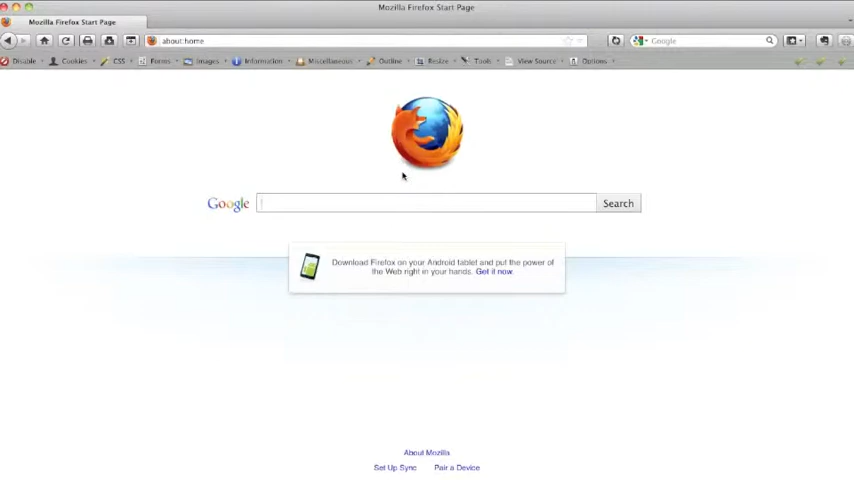 Mozilla Firefox Start Page
Mozilla Firefox Start Page
about:home
Google
Disable Cookies CSS Forms Images Information Miscellaneous Outline Resize Tools View Source Options
Google Search
Download Firefox on your Android tablet and put the power of
the Web right in your hands. Get it now.
About Mozilla
Set Up Sync Pair a Device